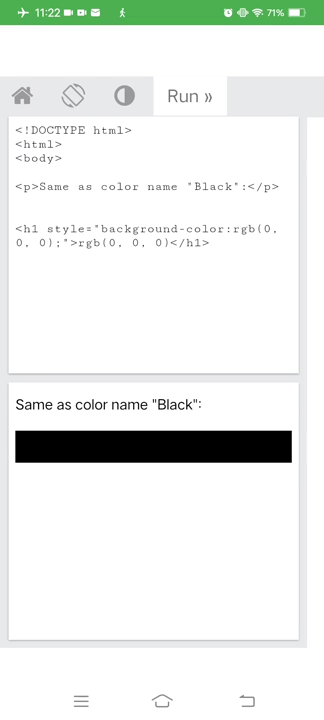 11:22
71%
Run »
<!DOCTYPE html>
<html>
<body>
<p>Same as color name "Black":</p>
<h1 style="background-color:rgb(0,
0, 0);">rgb(0, 0, 0)</h1>
Same as color name "Black":